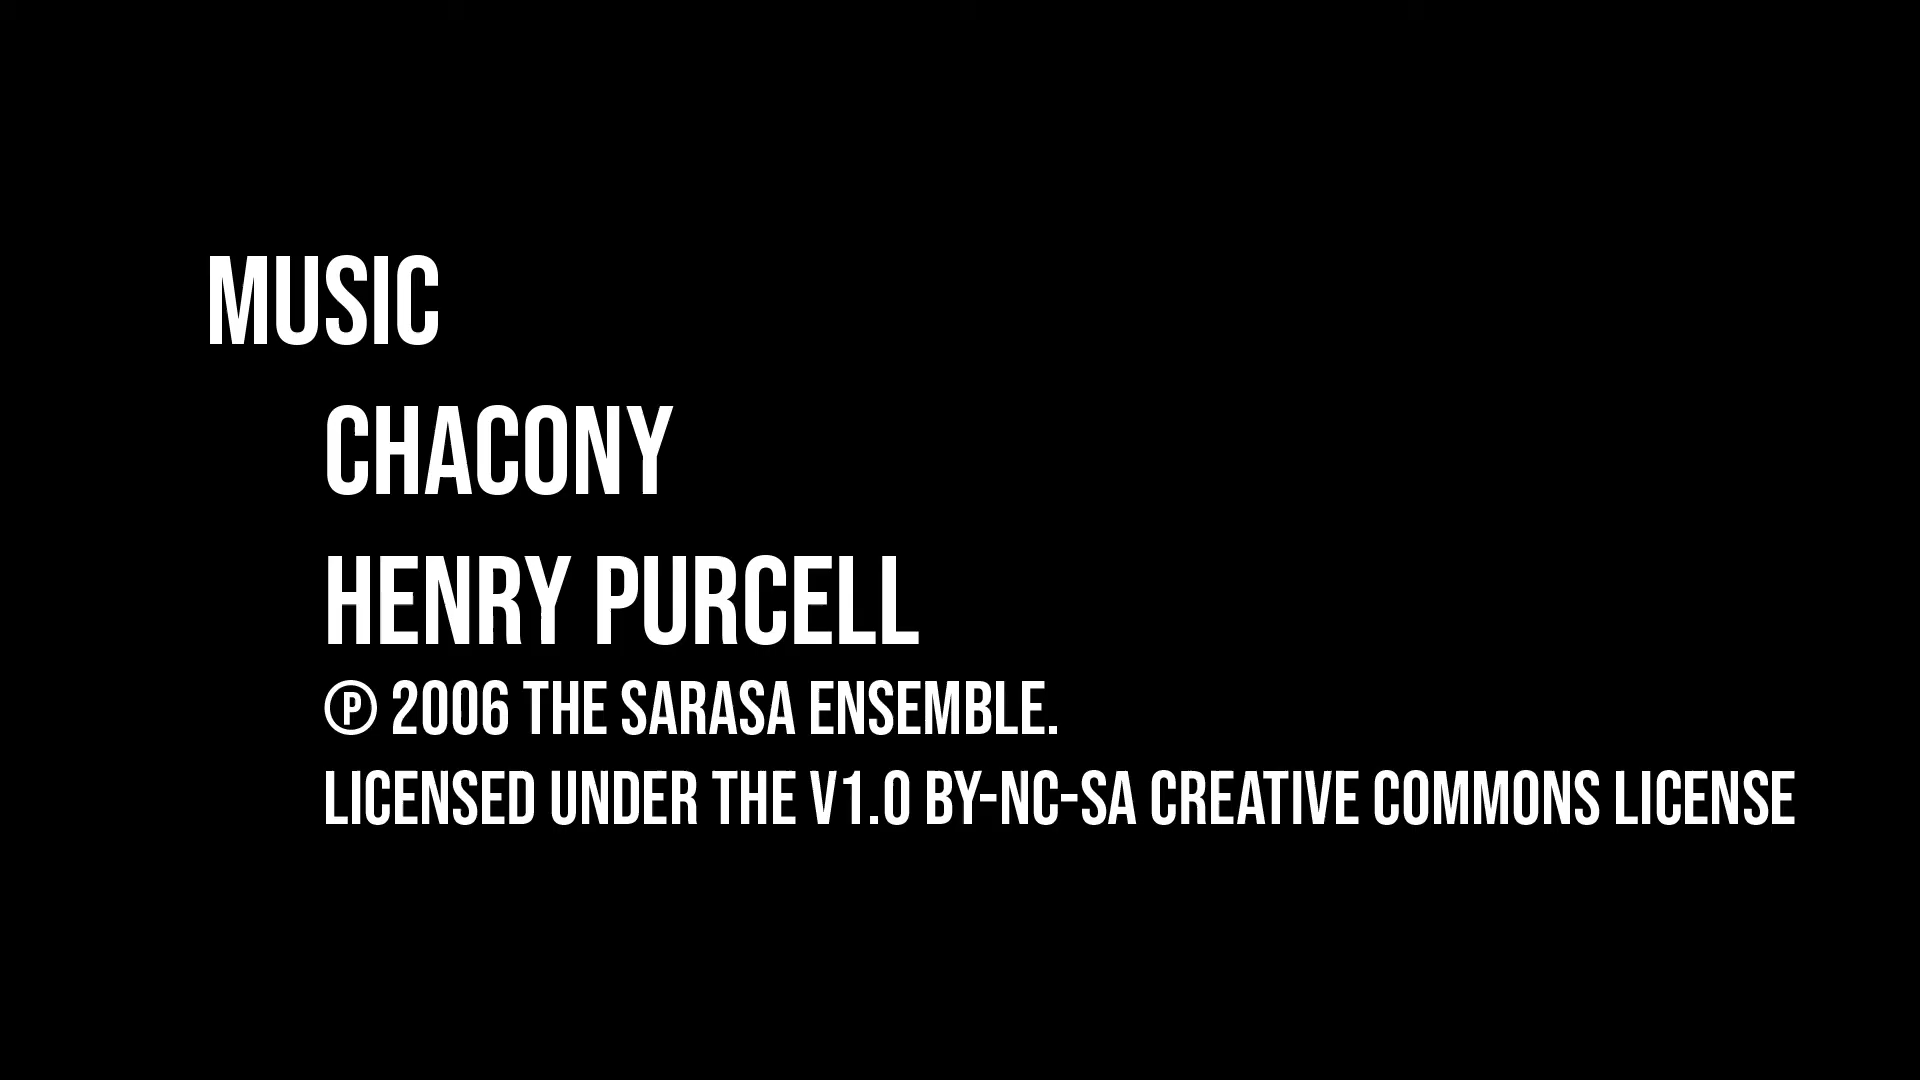 MUSIC
CHACONY
HENRY PURCELL
℗ 2006 THE SARASA ENSEMBLE.
LICENSED UNDER THE V1.0 BY-NC-SA CREATIVE COMMONS LICENSE